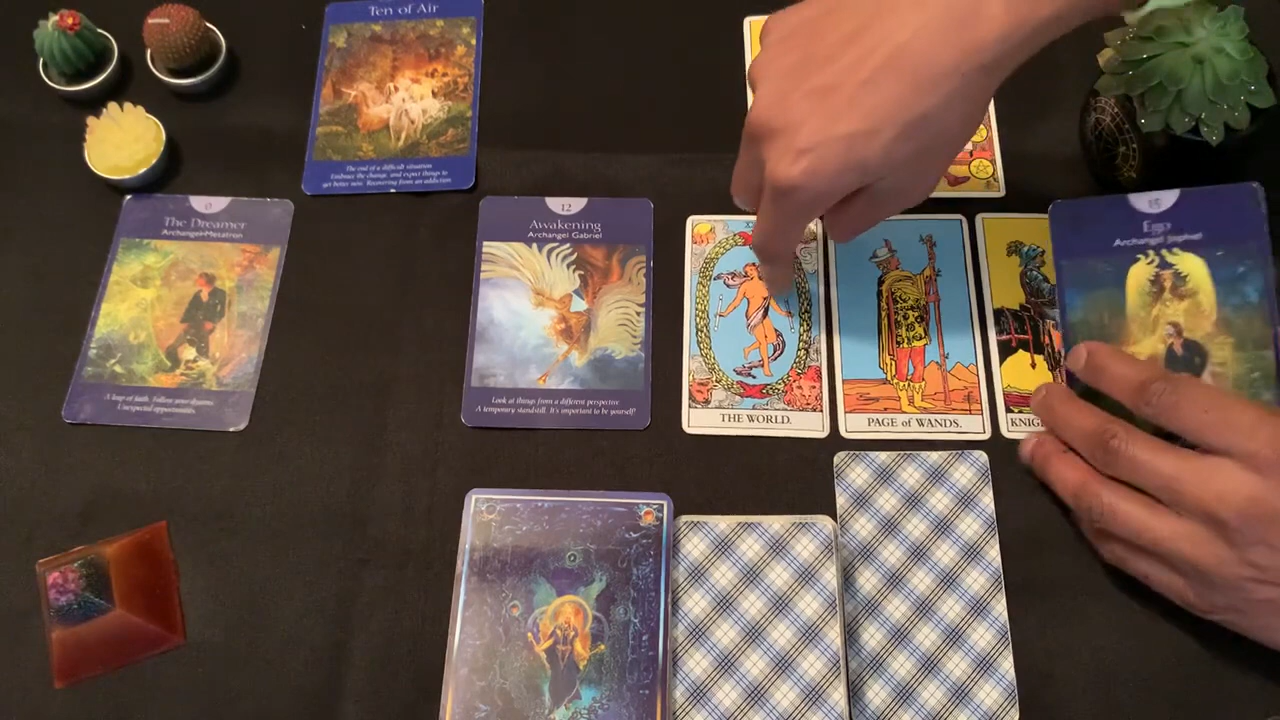 Ten of Air
The end of a difficult situation
Embrace the change, and expect things to
get better now. Recovering from an addiction.
0
The Dreamer
Archangel Metatron
A leap of faith. Follow your dreams.
Unexpected opportunities.
12
Awakening
Archangel Gabriel
Look at things from a different perspective
A temporary standstill. It's important to be yourself!
THE WORLD.
PAGE of WANDS.
KNIG
15
Ego
Archangel Jophiel